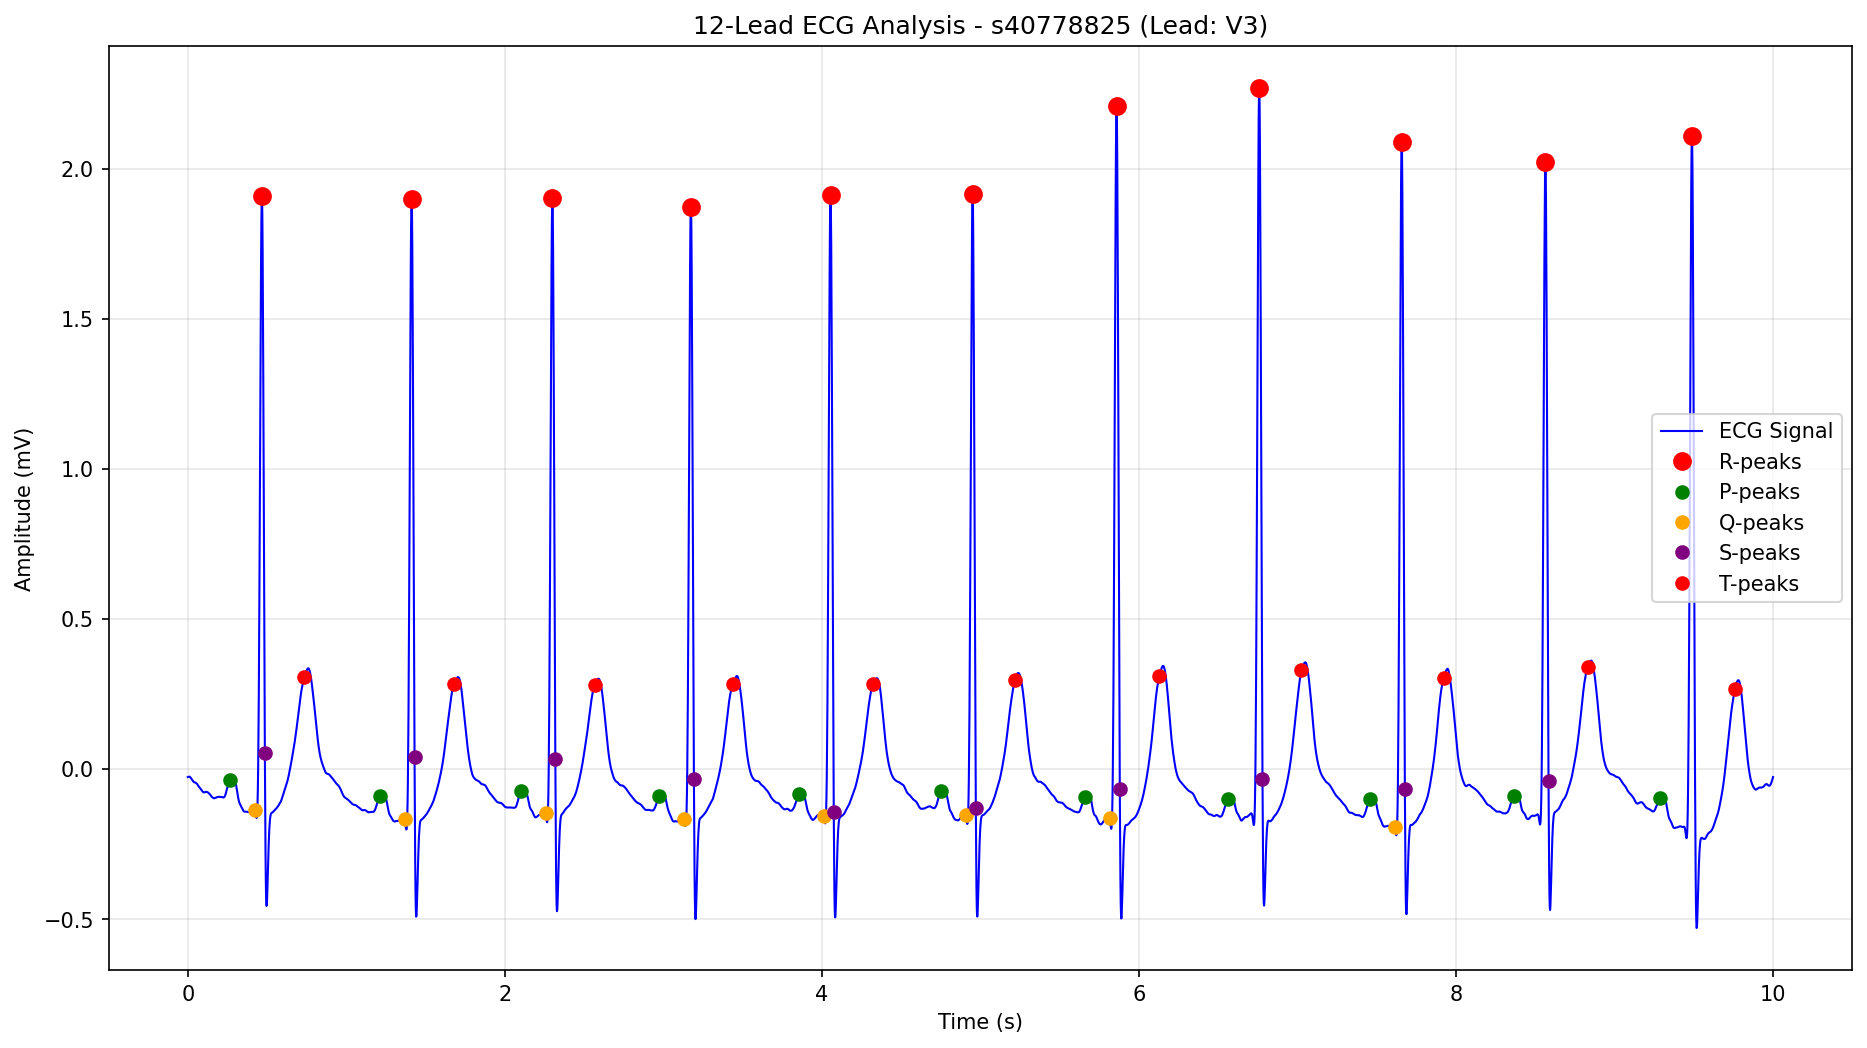 12-Lead ECG Analysis - s40778825 (Lead: V3)
Amplitude (mV)
2.0
1.5
1.0
0.5
0.0
−0.5
ECG Signal
R-peaks
P-peaks
Q-peaks
S-peaks
T-peaks
0 2 4 6 8 10
Time (s)